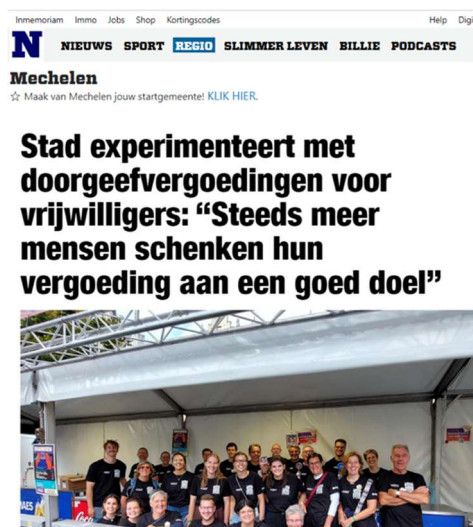 Inmemoriam Immo Jobs Shop Kortingscodes Help Digi
N NIEUWS SPORT REGIO SLIMMER LEVEN BILLIE PODCASTS
Mechelen
☆ Maak van Mechelen jouw startgemeente! KLIK HIER.
Stad experimenteert met
doorgeefvergoedingen voor
vrijwilligers: “Steeds meer
mensen schenken hun
vergoeding aan een goed doel”